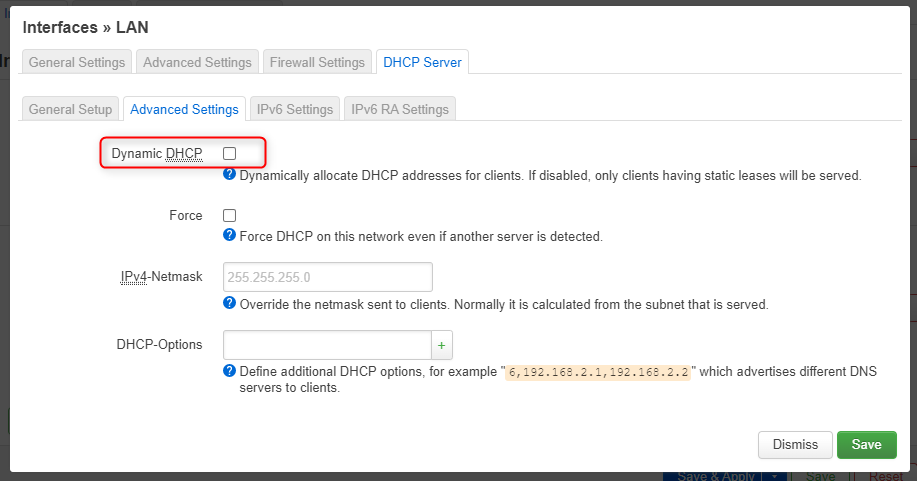 Interfaces » LAN
General Settings
Advanced Settings
Firewall Settings
DHCP Server
General Setup
Advanced Settings
IPv6 Settings
IPv6 RA Settings
Dynamic DHCP
Dynamically allocate DHCP addresses for clients. If disabled, only clients having static leases will be served.
Force
Force DHCP on this network even if another server is detected.
IPv4-Netmask
255.255.255.0
Override the netmask sent to clients. Normally it is calculated from the subnet that is served.
DHCP-Options
+
Define additional DHCP options, for example "6,192.168.2.1,192.168.2.2" which advertises different DNS
servers to clients.
Dismiss
Save
Save & Apply
Save
Reset